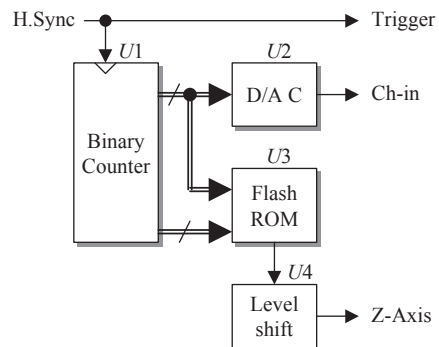 H.Sync
Trigger
U1
U2
Binary
Counter
D/A C
Ch-in
U3
Flash
ROM
U4
Level
shift
Z-Axis